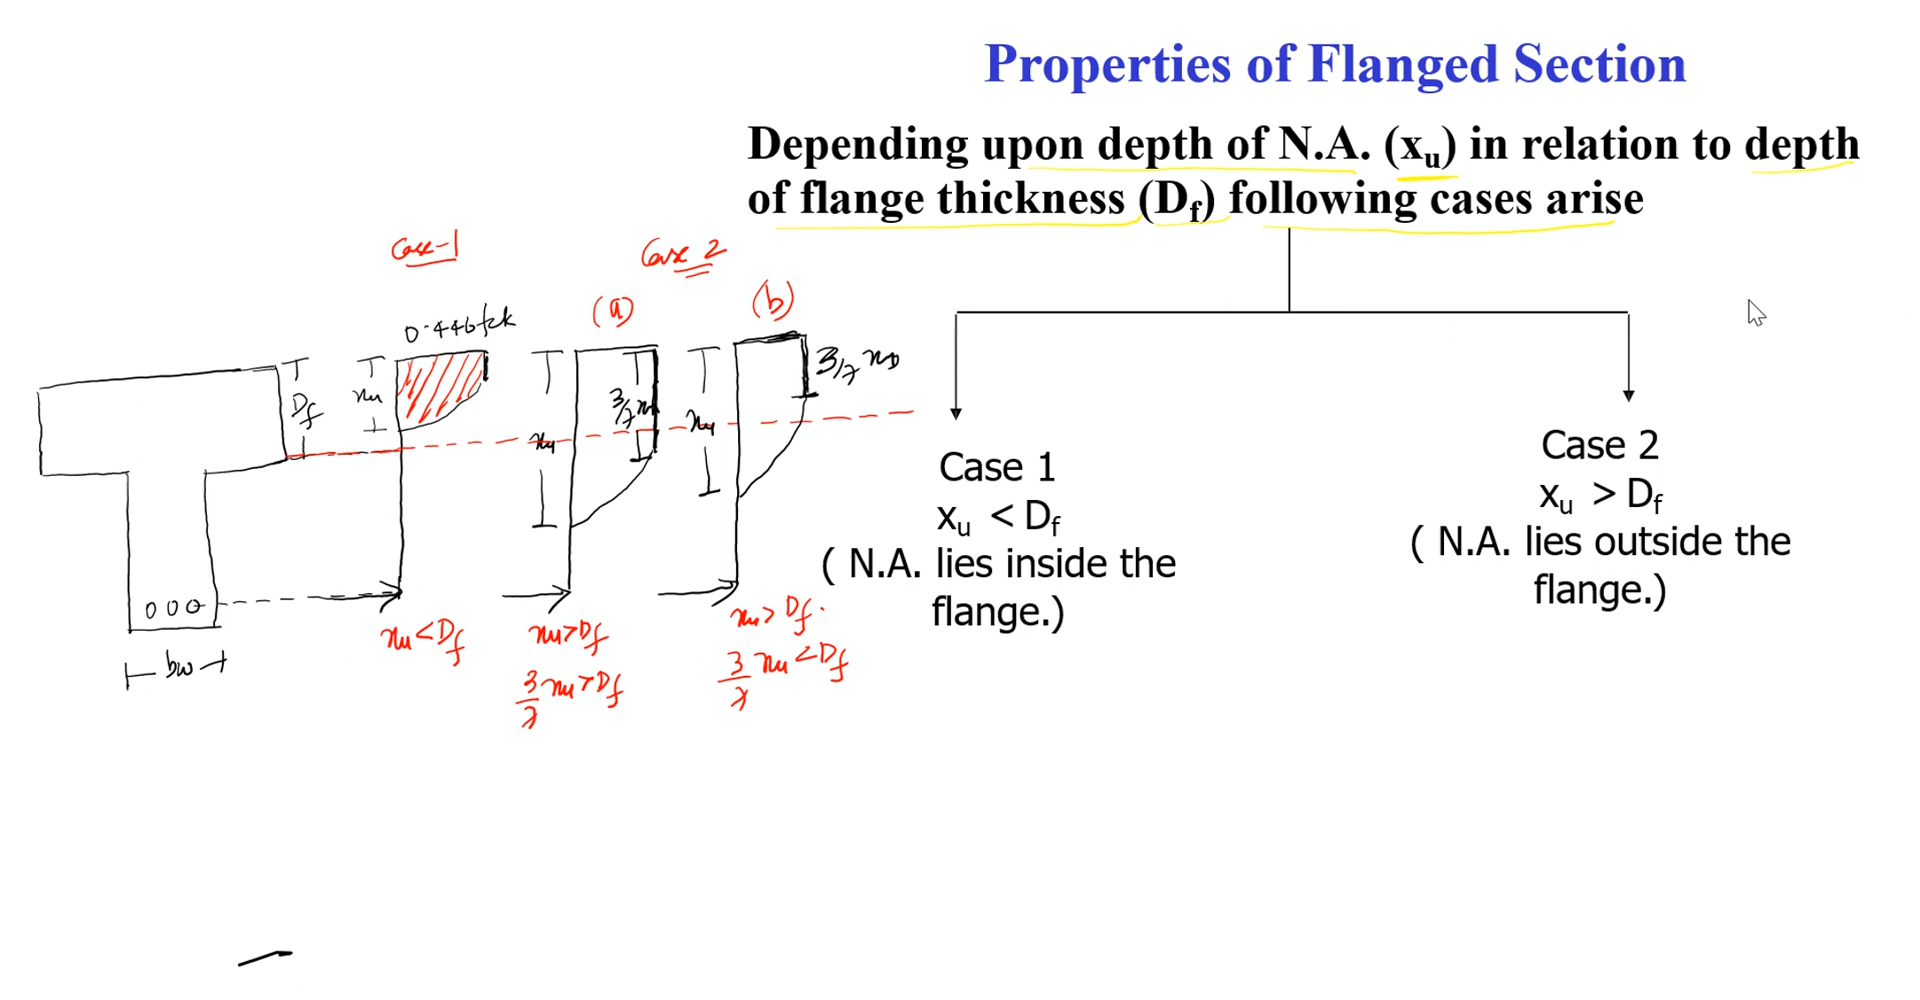 Properties of Flanged Section
Depending upon depth of N.A. (xu) in relation to depth
of flange thickness (Df) following cases arise
Case-1
Case 2
(a)
(b)
0.446fck
Df
xu
xu
3/7 xu
xu
3/7 xu
bw
xu<Df
xu>Df
3/7 xu>Df
xu>Df.
3/7 xu<Df
Case 1
xu < Df
( N.A. lies inside the
flange.)
Case 2
xu > Df
( N.A. lies outside the
flange.)